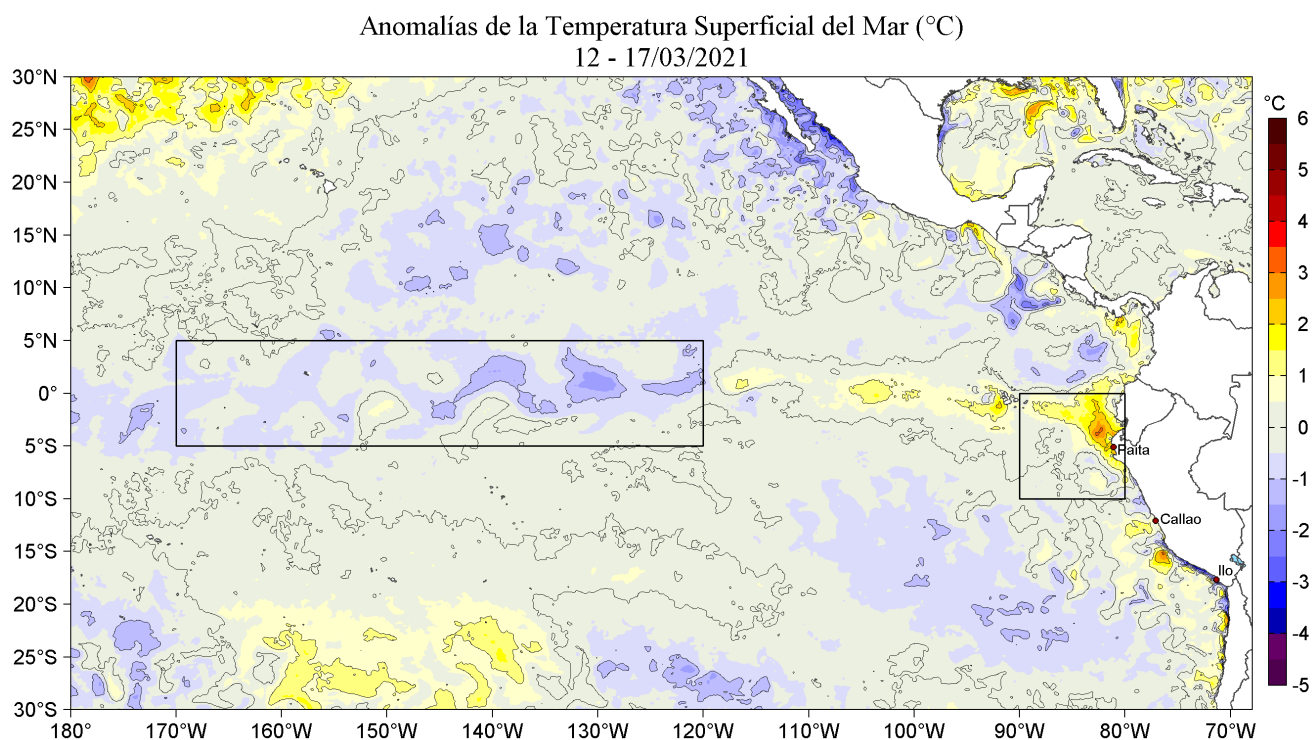 Anomalías de la Temperatura Superficial del Mar (°C)
12 - 17/03/2021
30°N
25°N
20°N
15°N
10°N
5°N
0°
5°S
10°S
15°S
20°S
25°S
30°S
180°
170°W
160°W
150°W
140°W
130°W
120°W
110°W
100°W
90°W
80°W
70°W
Paita
Callao
Ilo
°C
6
5
4
3
2
1
0
-1
-2
-3
-4
-5